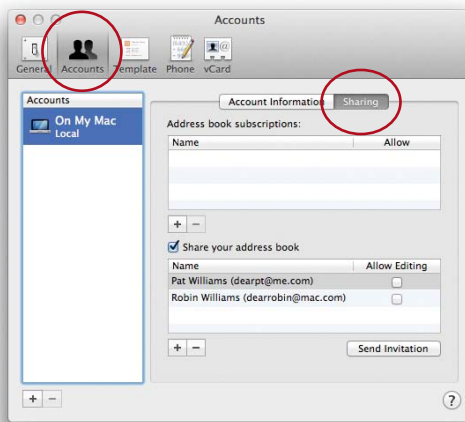 Accounts
General Accounts Template Phone vCard
Accounts
On My Mac
Local
Account Information Sharing
Address book subscriptions:
Name Allow
+ −
Share your address book
Name Allow Editing
Pat Williams (dearpt@me.com)
Robin Williams (dearrobin@mac.com)
+ − Send Invitation
+ − ?